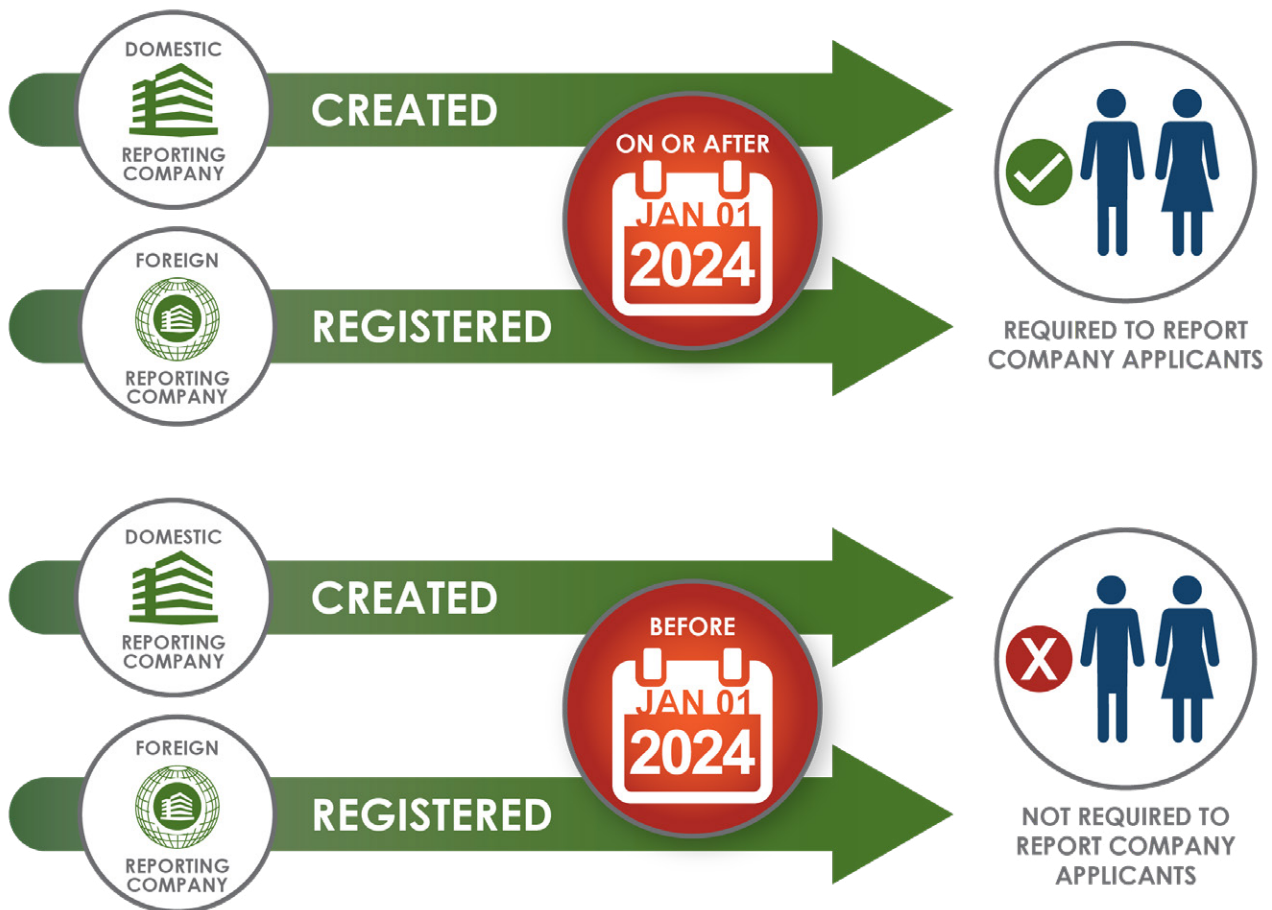 DOMESTIC
REPORTING
COMPANY
CREATED
ON OR AFTER
JAN 01
2024
FOREIGN
REPORTING
COMPANY
REGISTERED
REQUIRED TO REPORT
COMPANY APPLICANTS
DOMESTIC
REPORTING
COMPANY
CREATED
BEFORE
JAN 01
2024
FOREIGN
REPORTING
COMPANY
REGISTERED
X
NOT REQUIRED TO
REPORT COMPANY
APPLICANTS